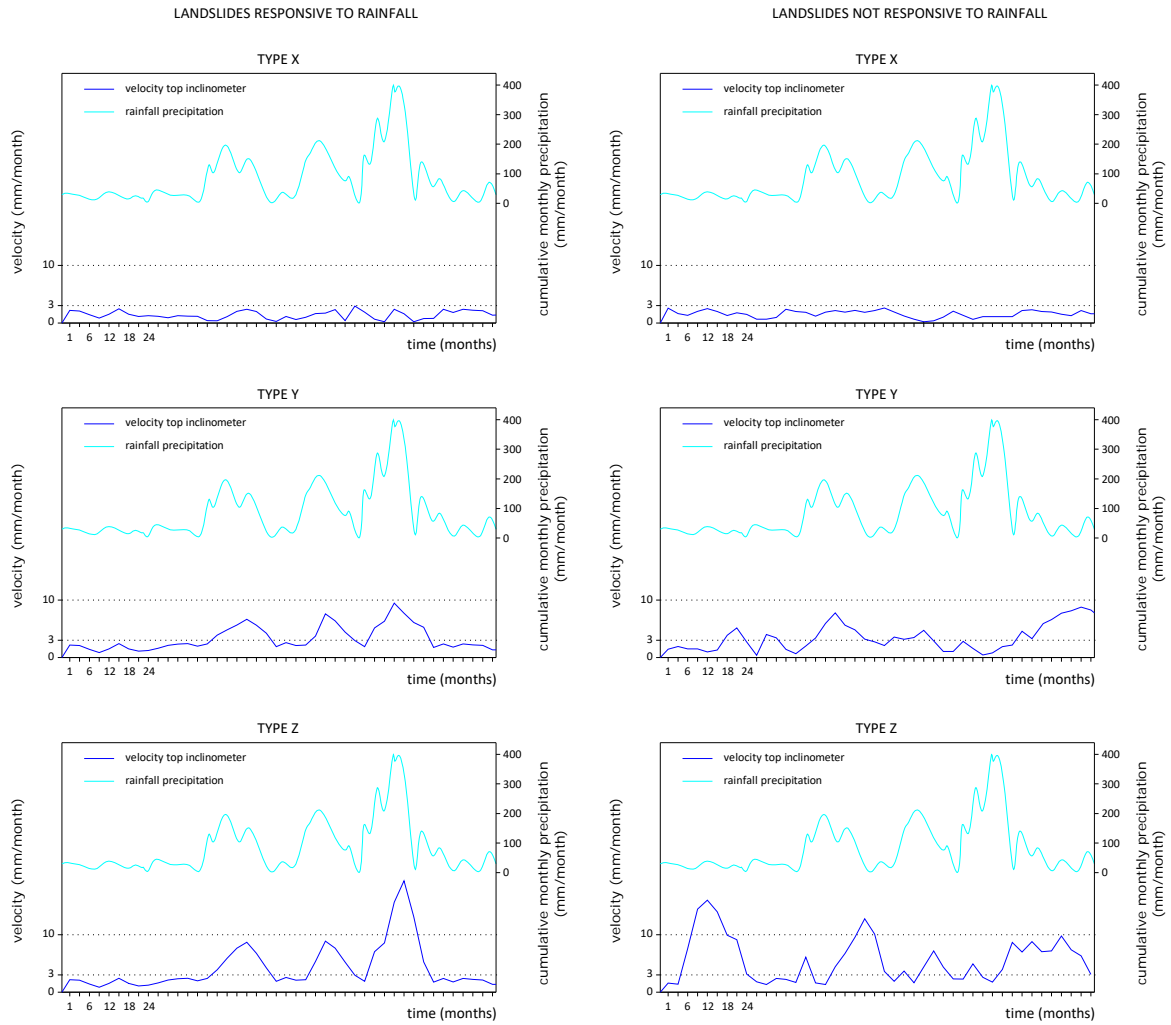 LANDSLIDES RESPONSIVE TO RAINFALL
LANDSLIDES NOT RESPONSIVE TO RAINFALL
TYPE X
velocity top inclinometer
rainfall precipitation
velocity (mm/month)
10
3
0
1 6 12 18 24
time (months)
400
300
200
100
0
cumulative monthly precipitation
(mm/month)
TYPE X
velocity top inclinometer
rainfall precipitation
velocity (mm/month)
10
3
0
1 6 12 18 24
time (months)
400
300
200
100
0
cumulative monthly precipitation
(mm/month)
TYPE Y
velocity top inclinometer
rainfall precipitation
velocity (mm/month)
10
3
0
1 6 12 18 24
time (months)
400
300
200
100
0
cumulative monthly precipitation
(mm/month)
TYPE Y
velocity top inclinometer
rainfall precipitation
velocity (mm/month)
10
3
0
1 6 12 18 24
time (months)
400
300
200
100
0
cumulative monthly precipitation
(mm/month)
TYPE Z
velocity top inclinometer
rainfall precipitation
velocity (mm/month)
10
3
0
1 6 12 18 24
time (months)
400
300
200
100
0
cumulative monthly precipitation
(mm/month)
TYPE Z
velocity top inclinometer
rainfall precipitation
velocity (mm/month)
10
3
0
1 6 12 18 24
time (months)
400
300
200
100
0
cumulative monthly precipitation
(mm/month)